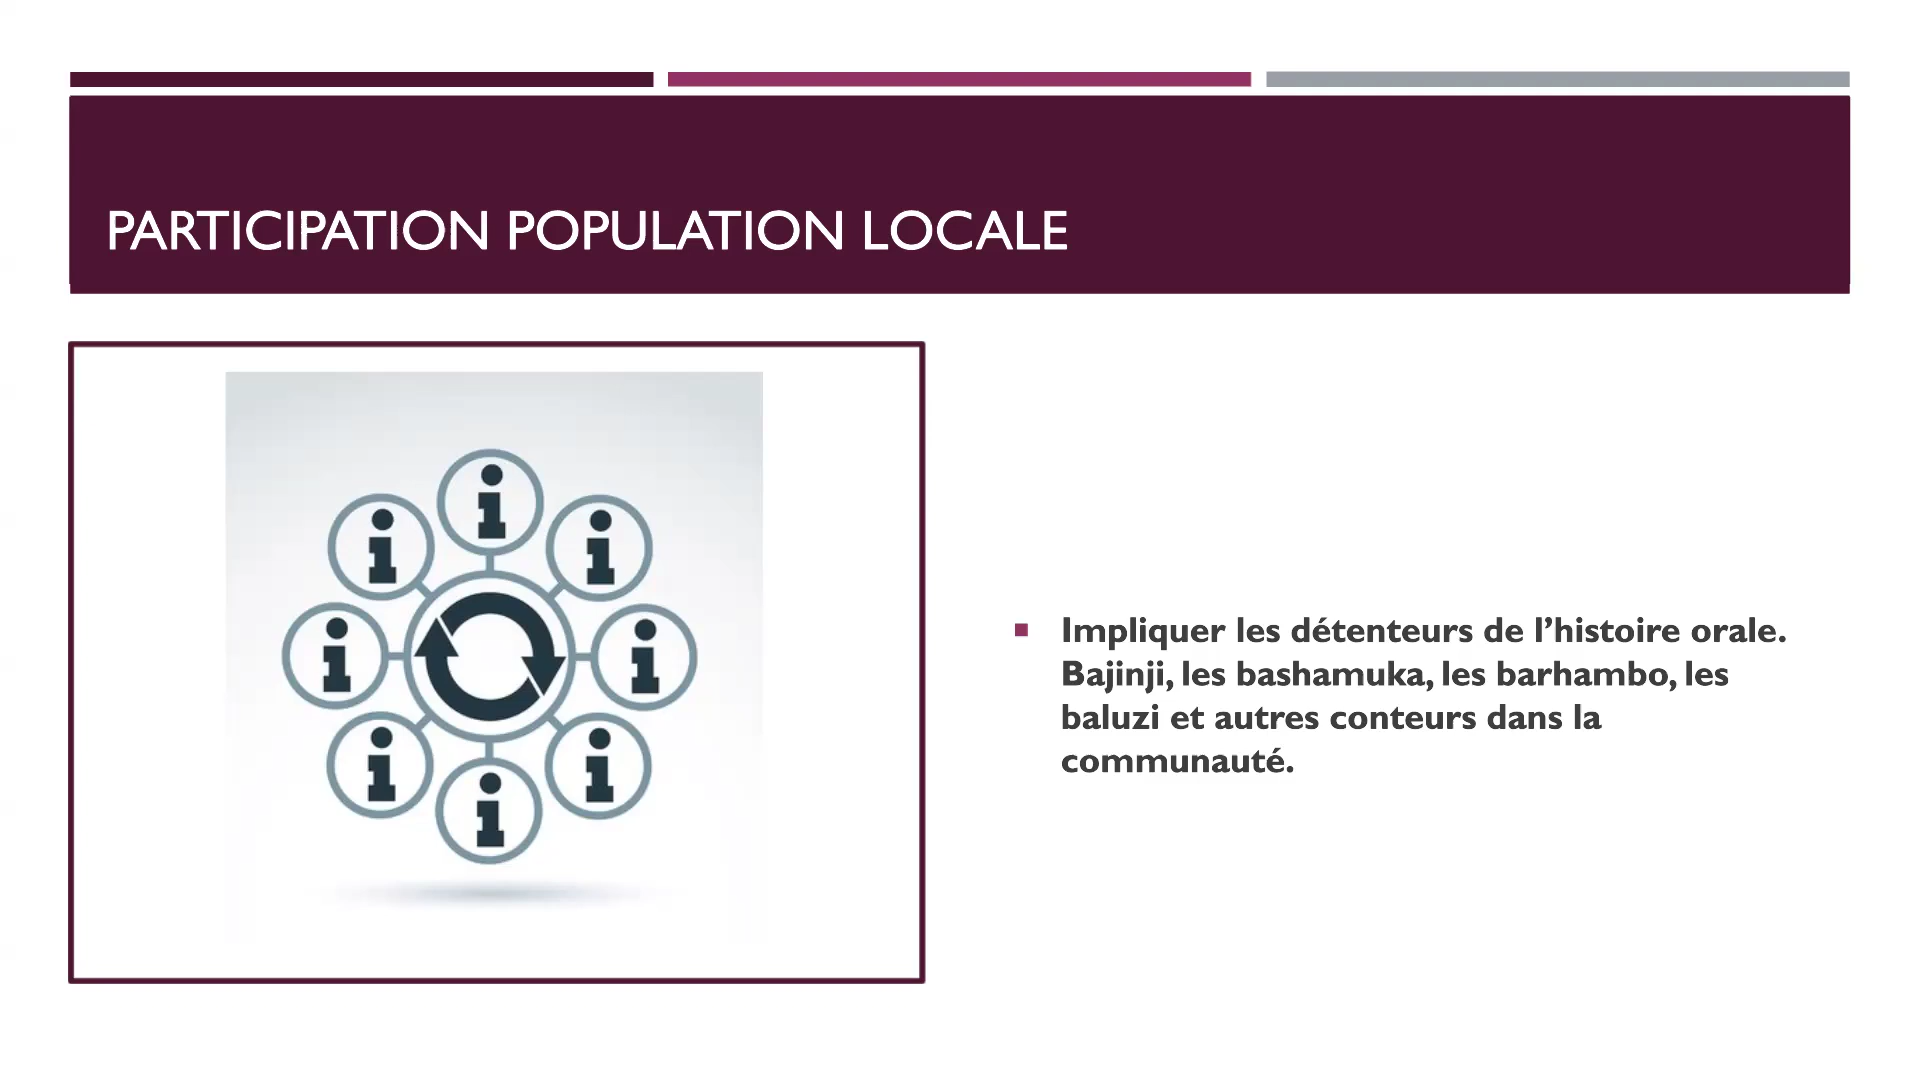 PARTICIPATION POPULATION LOCALE
i
i
i
i
i
i
i
i
Impliquer les détenteurs de l’histoire orale.
Bajinji, les bashamuka, les barhambo, les
baluzi et autres conteurs dans la
communauté.